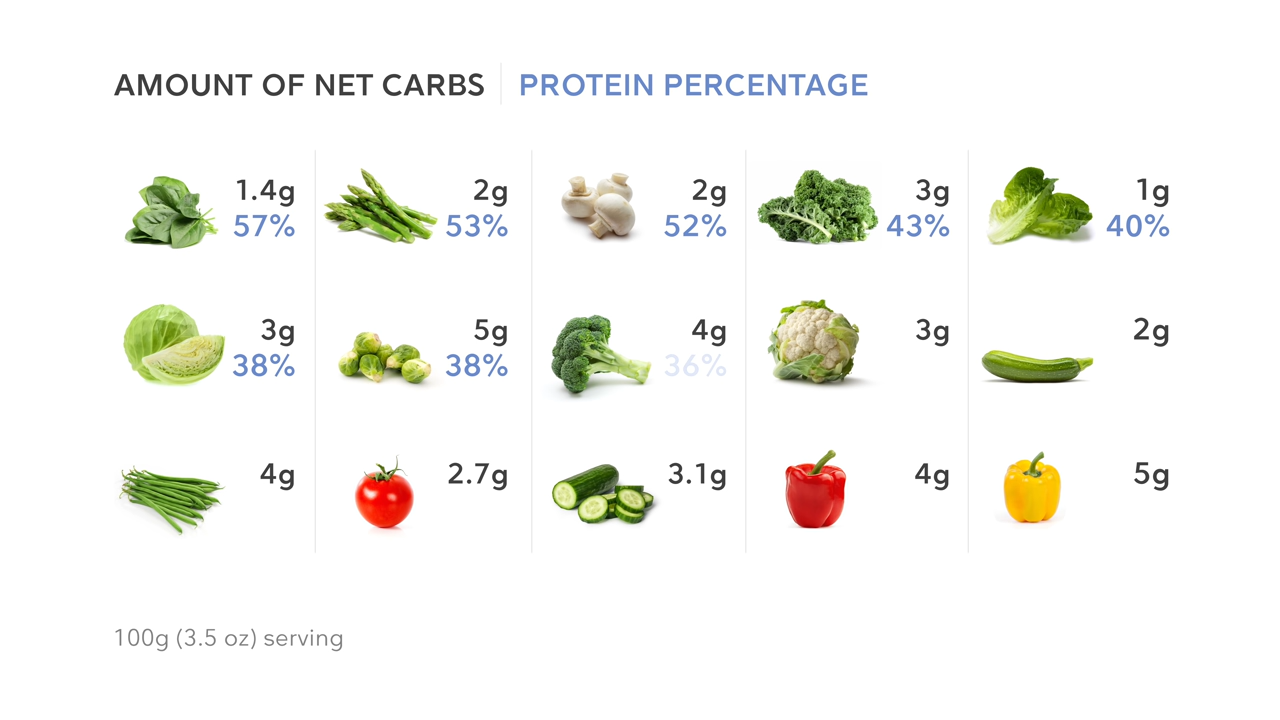 AMOUNT OF NET CARBS PROTEIN PERCENTAGE
1.4g 2g 2g 3g 1g
57% 53% 52% 43% 40%
3g 5g 4g 3g 2g
38% 38% 36%
4g 2.7g 3.1g 4g 5g
100g (3.5 oz) serving